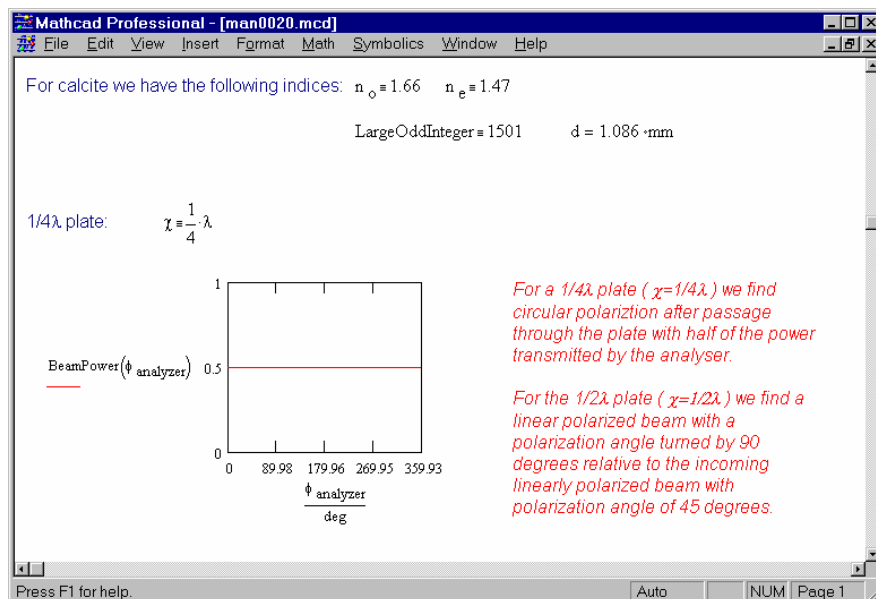 Mathcad Professional - [man0020.mcd]
File Edit View Insert Format Math Symbolics Window Help
For calcite we have the following indices: n o ≡ 1.66 n e ≡ 1.47
LargeOddInteger ≡ 1501 d = 1.086 •mm
1/4λ plate: χ ≡ 1/4 · λ
1
BeamPower(ϕ analyzer) 0.5
0
0 89.98 179.96 269.95 359.93
ϕ analyzer
deg
For a 1/4λ plate ( χ=1/4λ ) we find
circular polariztion after passage
through the plate with half of the power
transmitted by the analyser.
For the 1/2λ plate ( χ=1/2λ ) we find a
linear polarized beam with a
polarization angle turned by 90
degrees relative to the incoming
linearly polarized beam with
polarization angle of 45 degrees.
Press F1 for help. Auto NUM Page 1